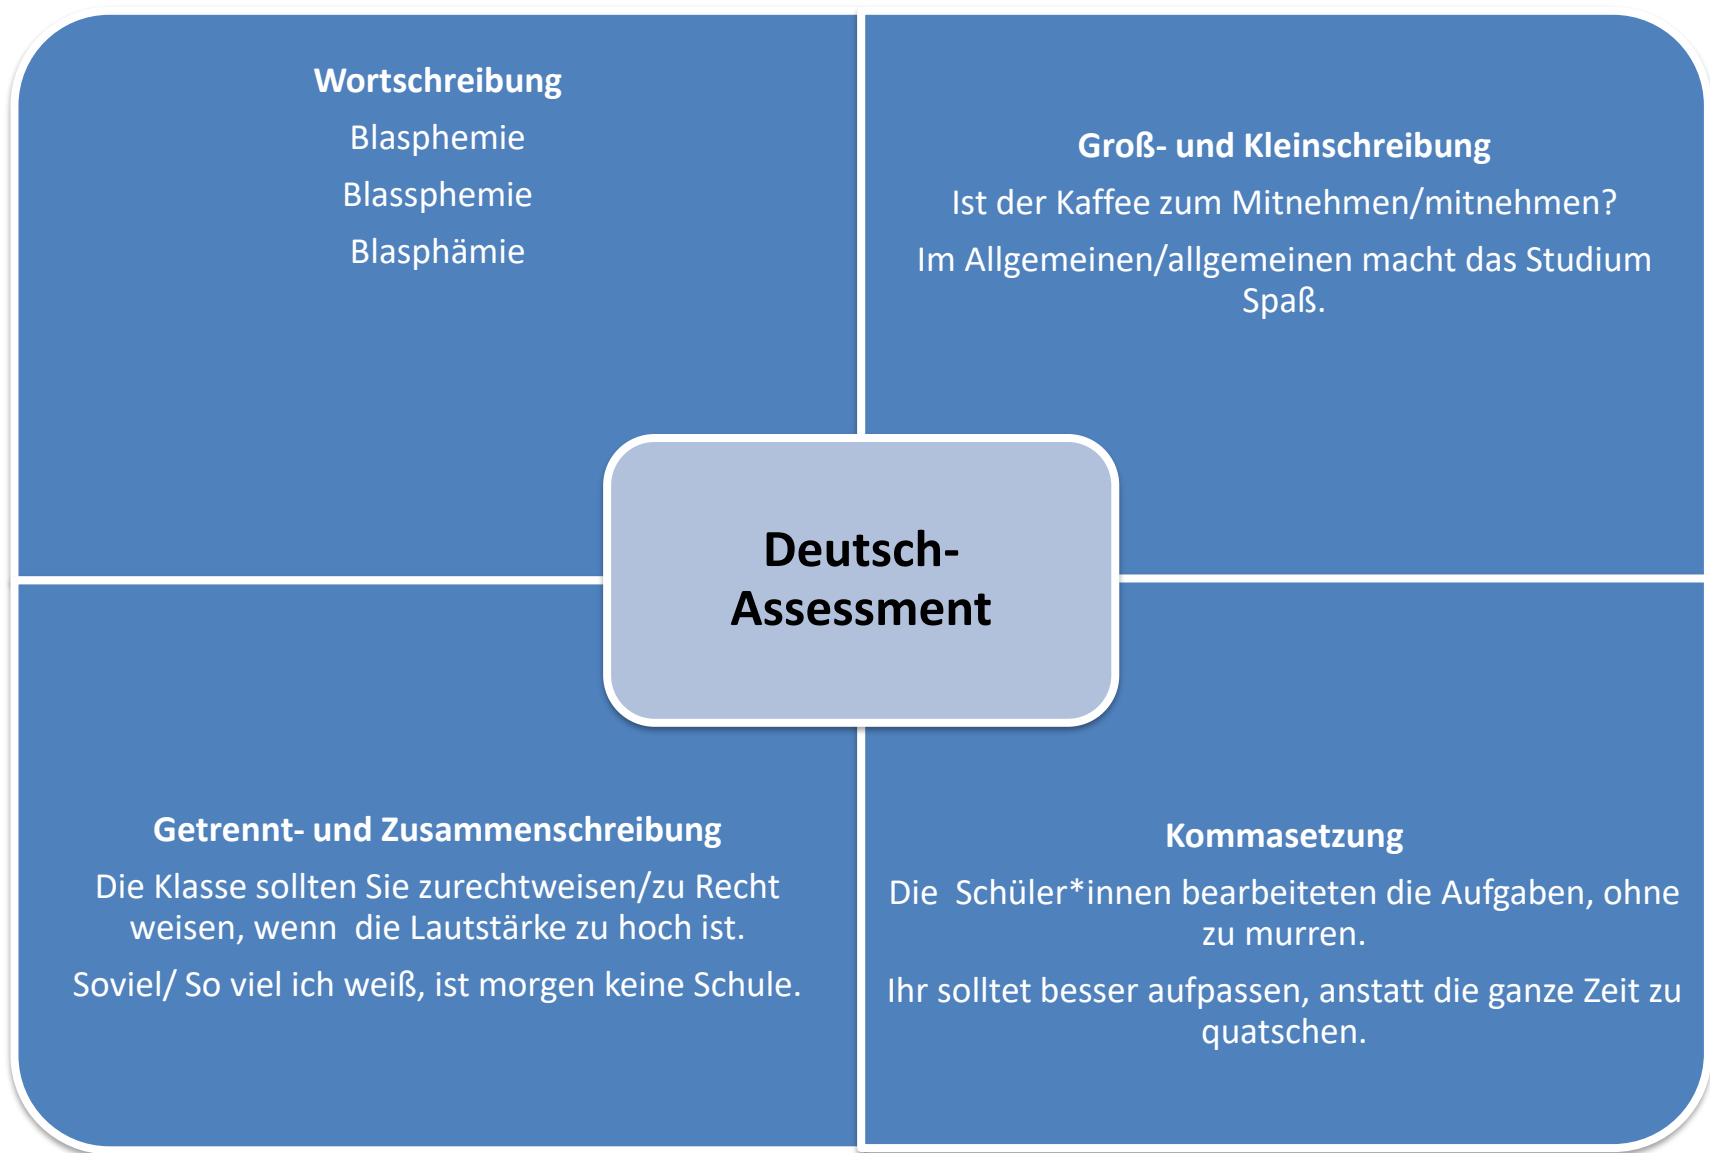 Wortschreibung
Blasphemie
Blassphemie
Blasphämie
Groß- und Kleinschreibung
Ist der Kaffee zum Mitnehmen/mitnehmen?
Im Allgemeinen/allgemeinen macht das Studium
Spaß.
Deutsch-
Assessment
Getrennt- und Zusammenschreibung
Die Klasse sollten Sie zurechtweisen/zu Recht
weisen, wenn  die Lautstärke zu hoch ist.
Soviel/ So viel ich weiß, ist morgen keine Schule.
Kommasetzung
Die  Schüler*innen bearbeiteten die Aufgaben, ohne
zu murren.
Ihr solltet besser aufpassen, anstatt die ganze Zeit zu
quatschen.